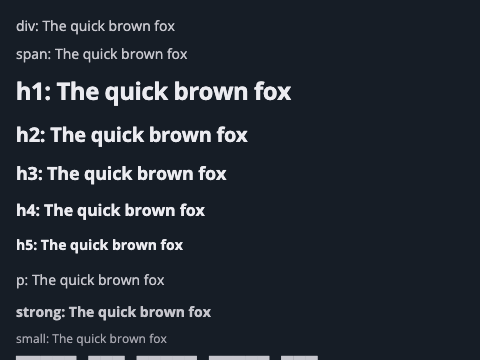 div: The quick brown fox
span: The quick brown fox
h1: The quick brown fox
h2: The quick brown fox
h3: The quick brown fox
h4: The quick brown fox
h5: The quick brown fox
p: The quick brown fox
strong: The quick brown fox
small: The quick brown fox